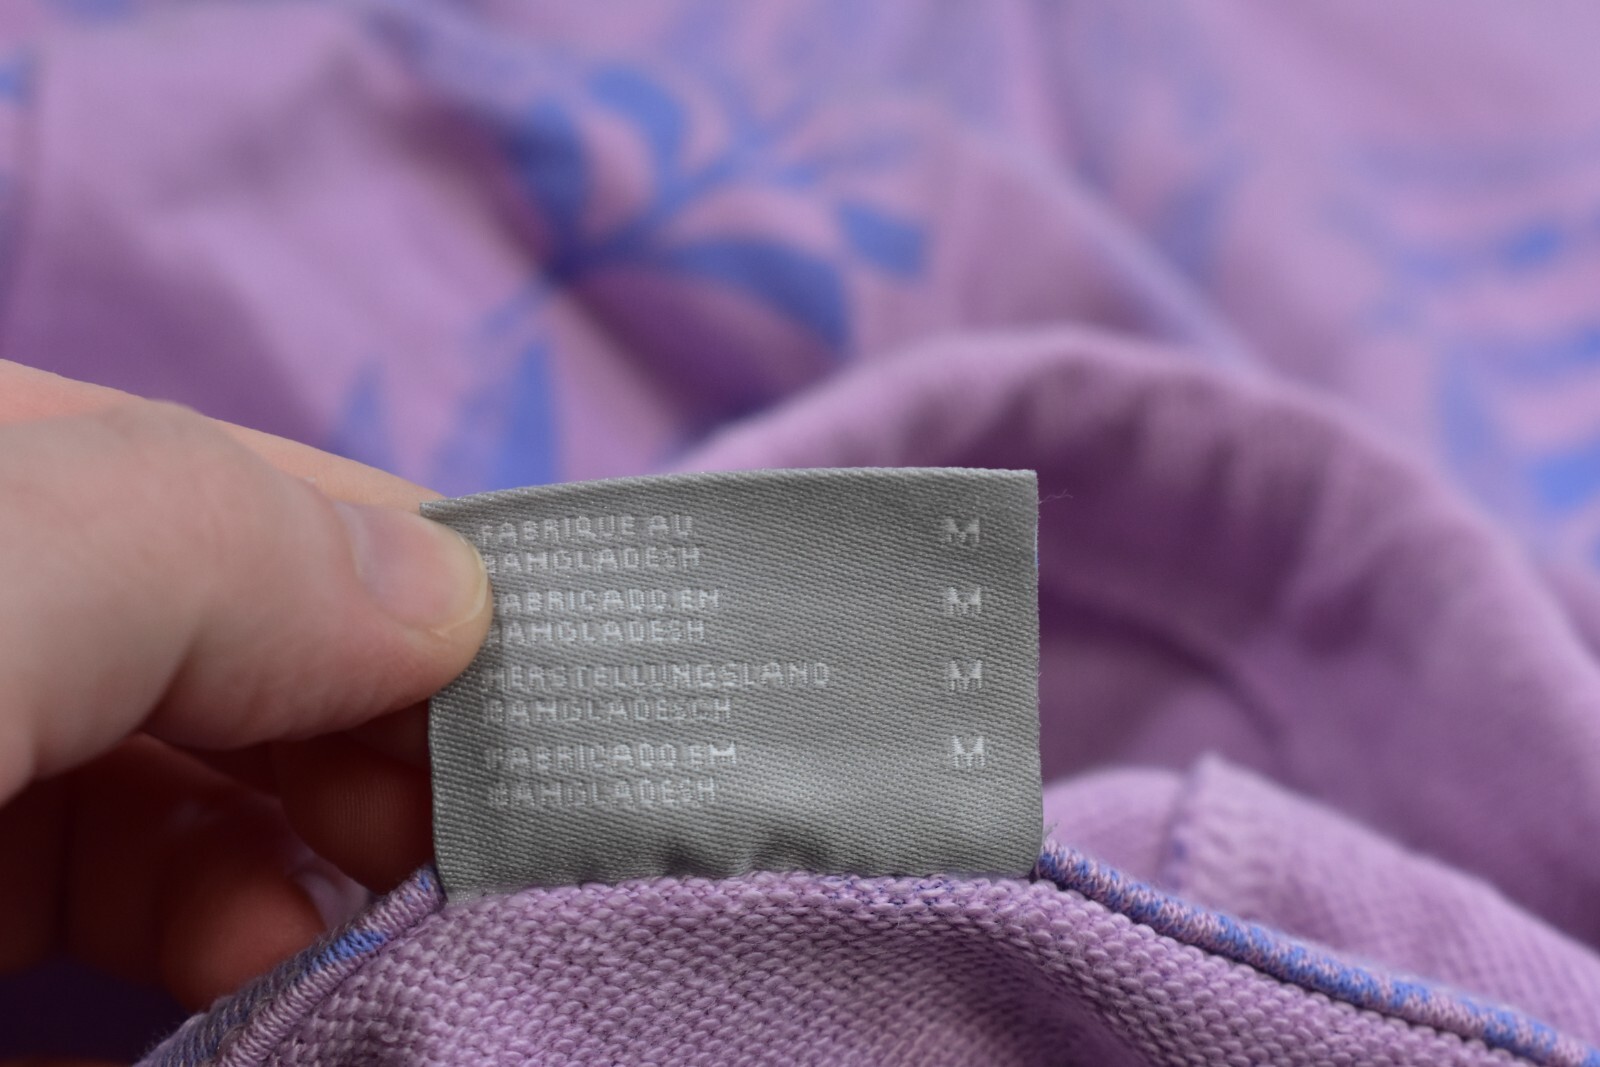 FABRIQUE AU M
BANGLADESH
FABRICADO EM M
BANGLADESH
HERSTELLUNGSLAND M
BANGLADESCH
FABRICADO EM M
BANGLADESH